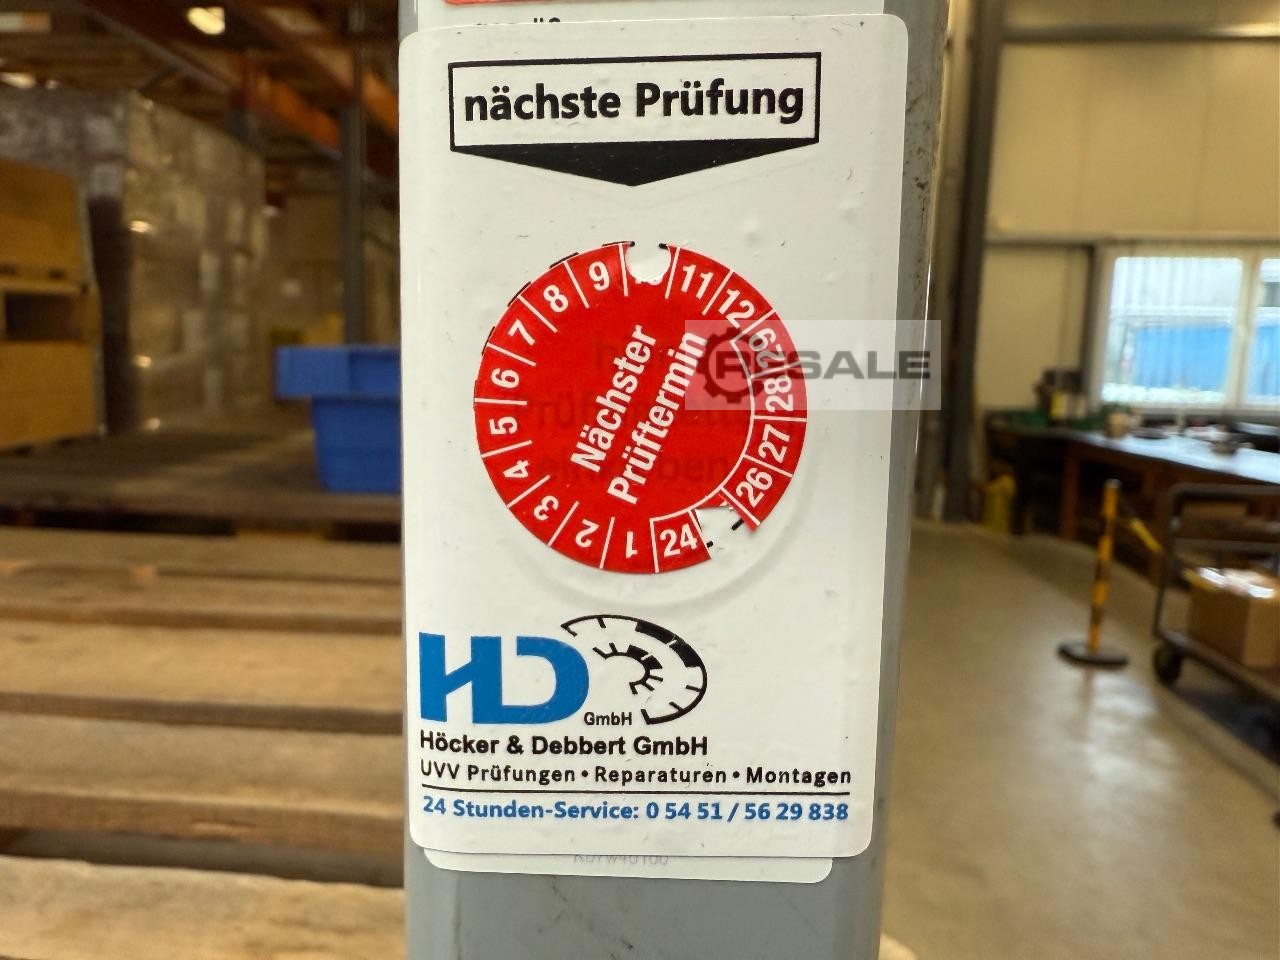 nächste Prüfung
9
11
8
12
7
29
6
28
5
27
4
26
3
2
1
24
Nächster
Prüftermin
RESALE
HD
GmbH
Höcker & Debbert GmbH
UVV Prüfungen • Reparaturen • Montagen
24 Stunden-Service: 0 54 51 / 56 29 838